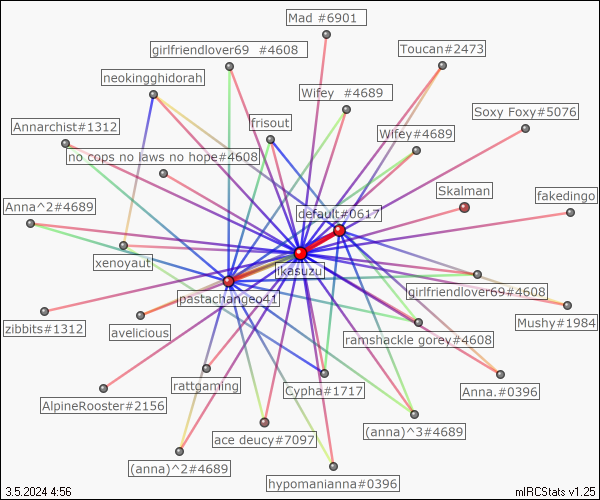 Mad #6901
girlfriendlover69 #4608
Toucan#2473
neokingghidorah
Wifey #4689
Soxy Foxy#5076
Annarchist#1312
frisout
Wifey#4689
no cops no laws no hope#4608
Skalman
fakedingo
Anna^2#4689
default#0617
xenoyaut
ikasuzu
girlfriendlover69#4608
pastachangeo41
zibbits#1312
avelicious
Mushy#1984
ramshackle gorey#4608
rattgaming
Cypha#1717
Anna.#0396
AlpineRooster#2156
ace deucy#7097
(anna)^3#4689
(anna)^2#4689
hypomanianna#0396
3.5.2024 4:56
mIRCStats v1.25